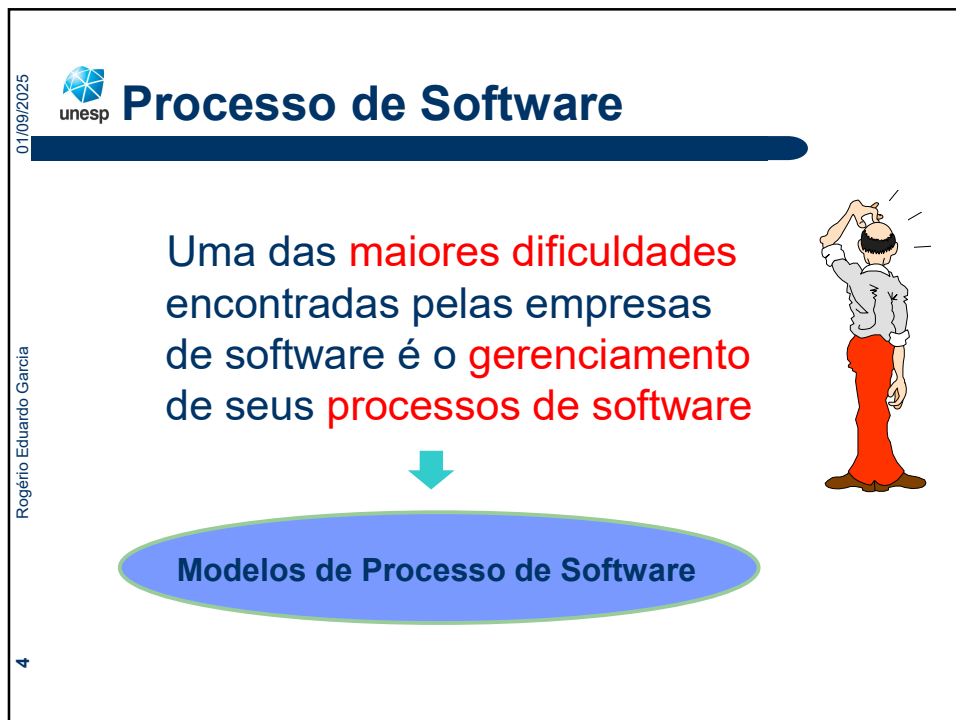 01/09/2025
unesp
Processo de Software
Uma das maiores dificuldades
encontradas pelas empresas
de software é o gerenciamento
de seus processos de software
Modelos de Processo de Software
Rogério Eduardo Garcia
4